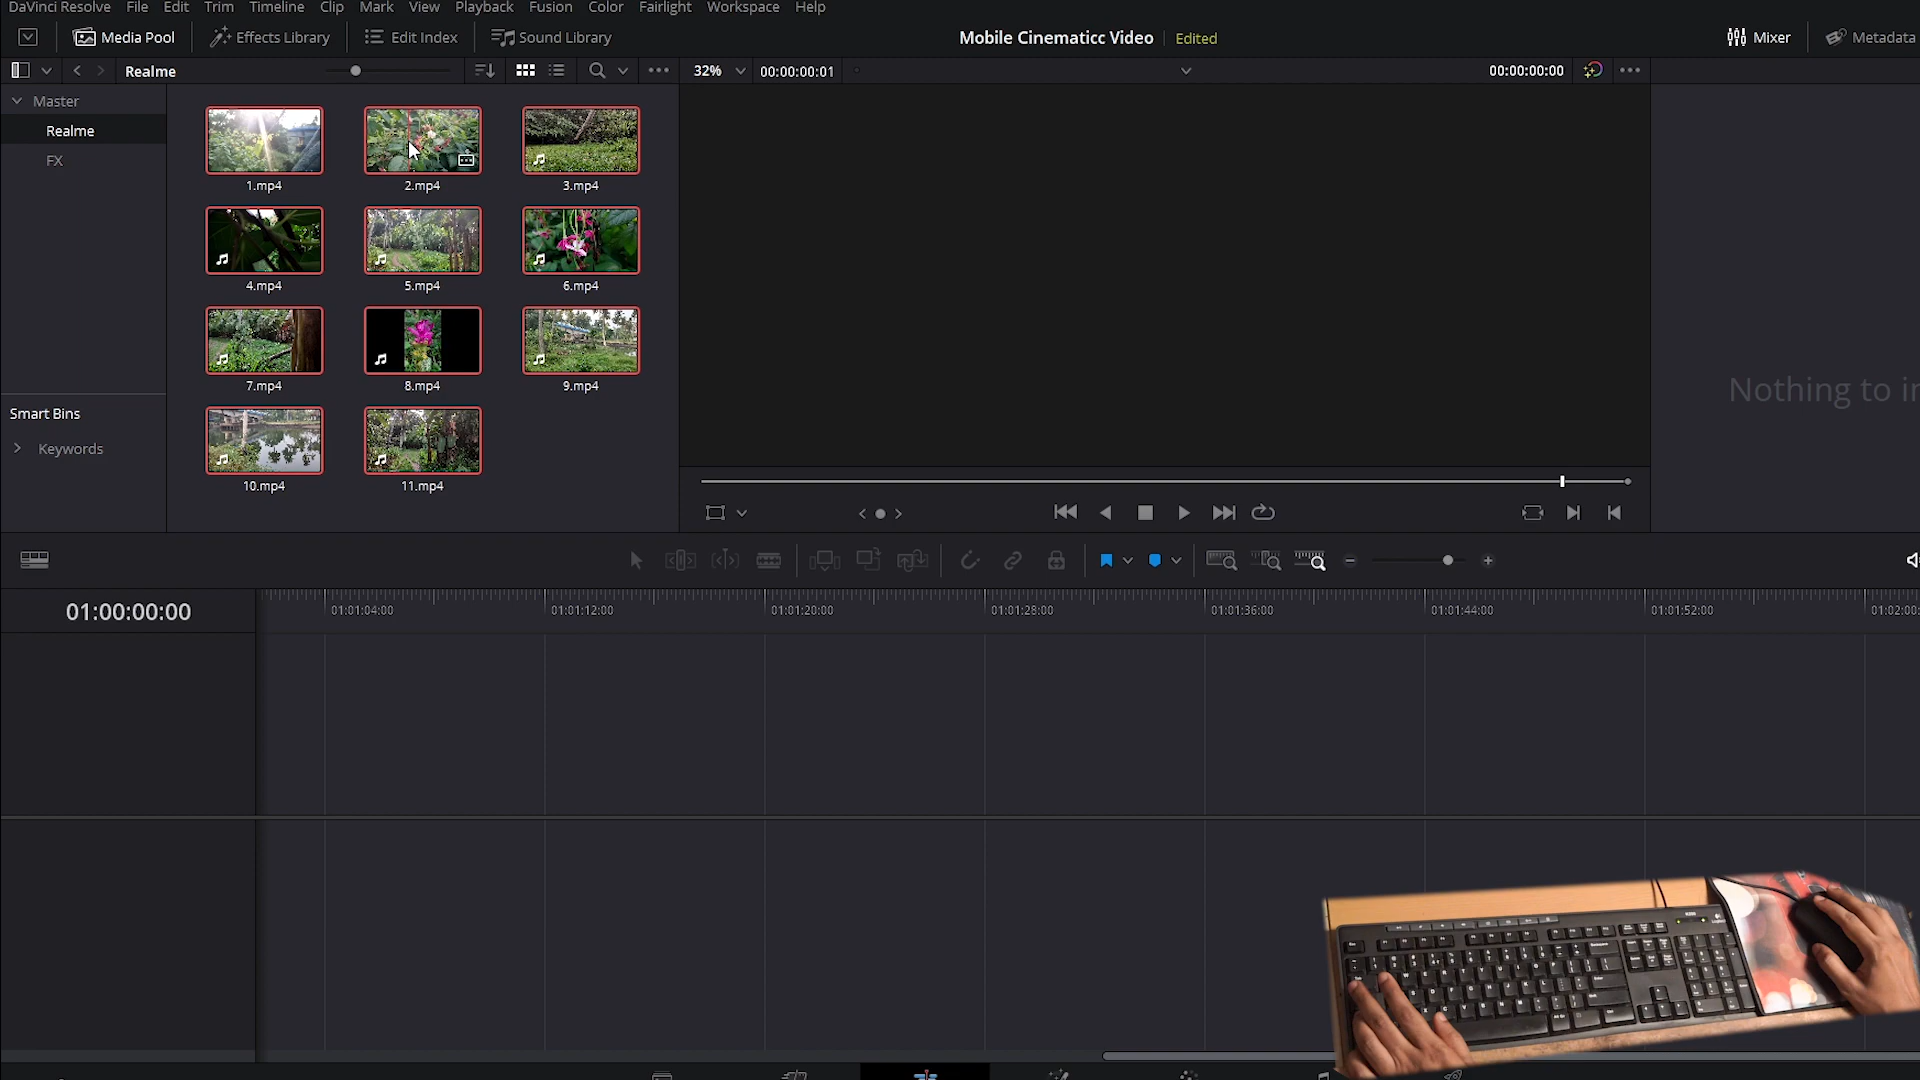 DaVinci Resolve File Edit Trim Timeline Clip Mark View Playback Fusion Color Fairlight Workspace Help
Media Pool Effects Library Edit Index Sound Library Mobile Cinematicc Video Edited Mixer Metadata
Realme 32% 00:00:00:01 00:00:00:00
Master
Realme
FX
1.mp4 2.mp4 3.mp4
4.mp4 5.mp4 6.mp4
7.mp4 8.mp4 9.mp4
10.mp4 11.mp4
Smart Bins
Keywords
Nothing to in
01:00:00:00
01:01:04:00 01:01:12:00 01:01:20:00 01:01:28:00 01:01:36:00 01:01:44:00 01:01:52:00 01:02:00: